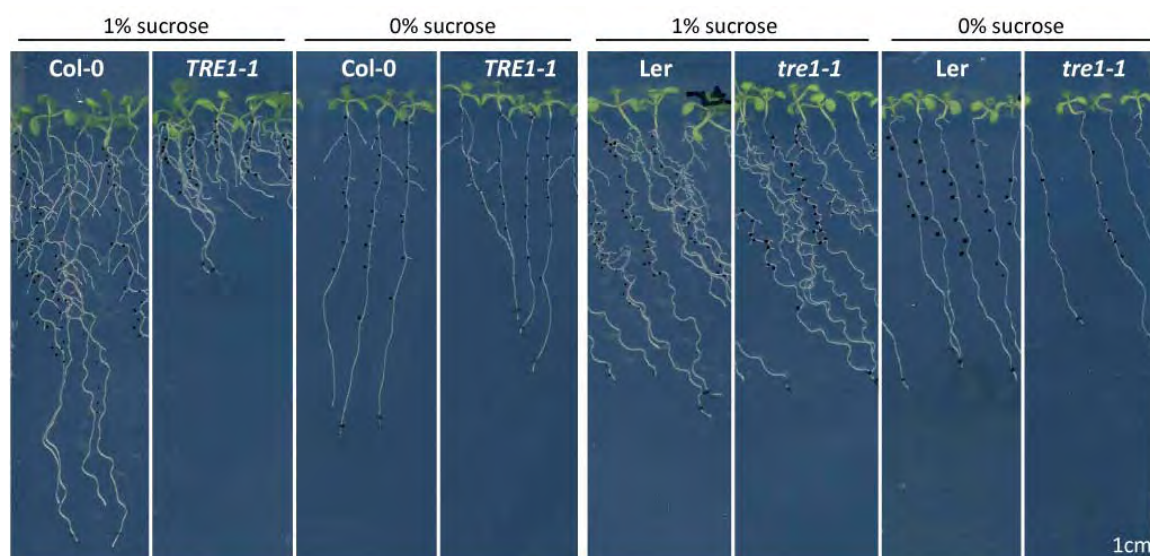 1% sucrose 0% sucrose 1% sucrose 0% sucrose
Col-0 TRE1-1 Col-0 TRE1-1 Ler tre1-1 Ler tre1-1
1cm